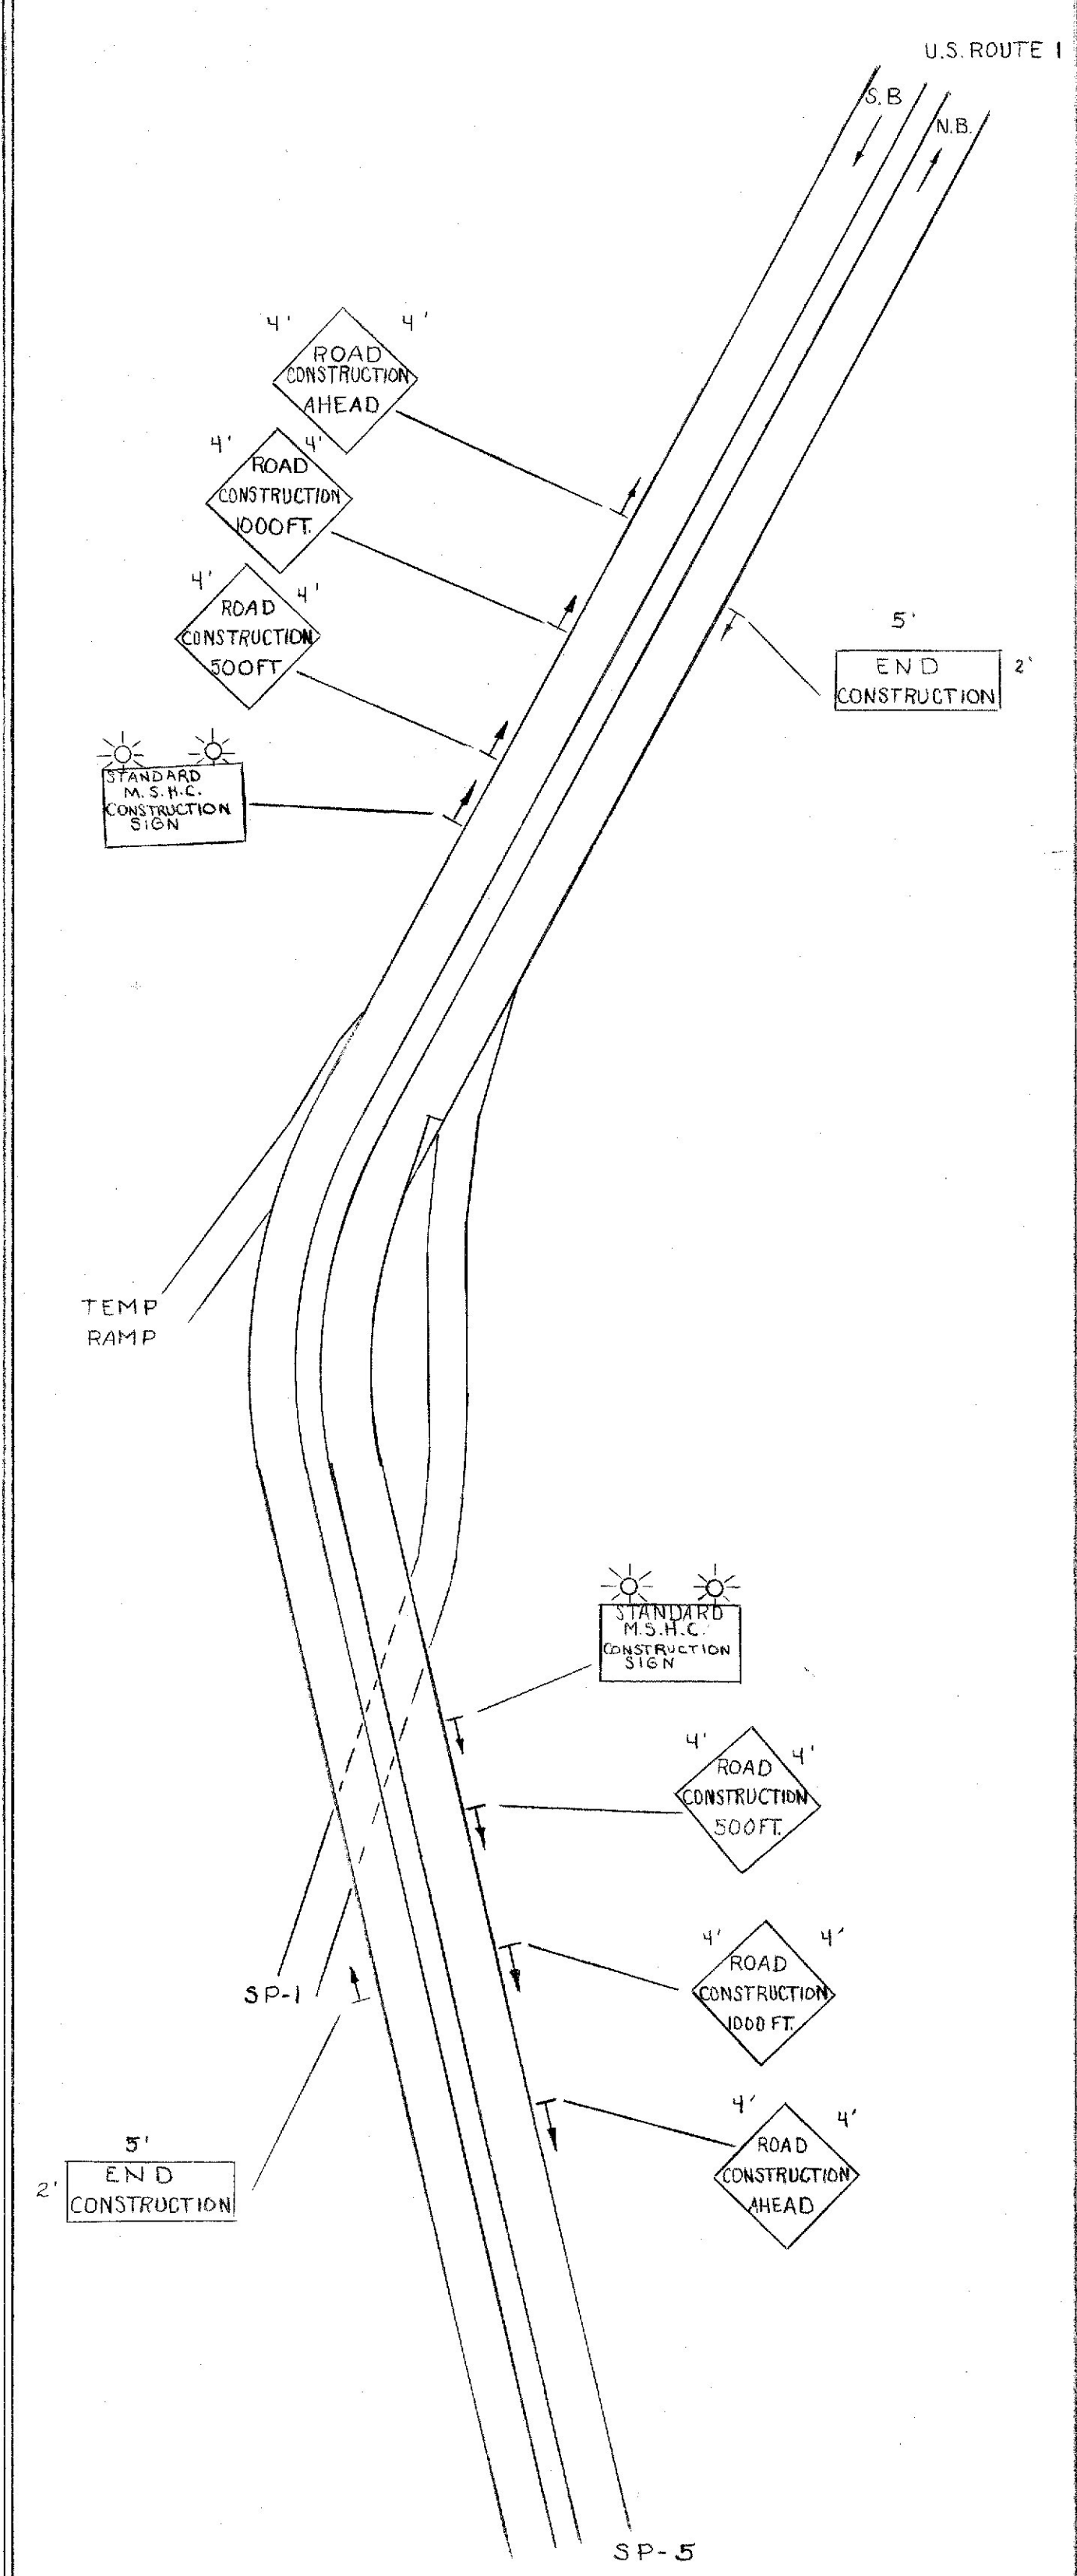 U.S. ROUTE 1
S.B
N.B.
4' 4'
ROAD
CONSTRUCTION
AHEAD
4' 4'
ROAD
CONSTRUCTION
1000 FT.
4' 4'
ROAD
CONSTRUCTION
500 FT
5'
END 2'
CONSTRUCTION
STANDARD
M.S.H.C.
CONSTRUCTION
SIGN
TEMP
RAMP
STANDARD
M.S.H.C.
CONSTRUCTION
SIGN
4' 4'
ROAD
CONSTRUCTION
500 FT.
4' 4'
ROAD
CONSTRUCTION
1000 FT.
SP-1
4' 4'
ROAD
CONSTRUCTION
AHEAD
5'
2' END
CONSTRUCTION
SP-5